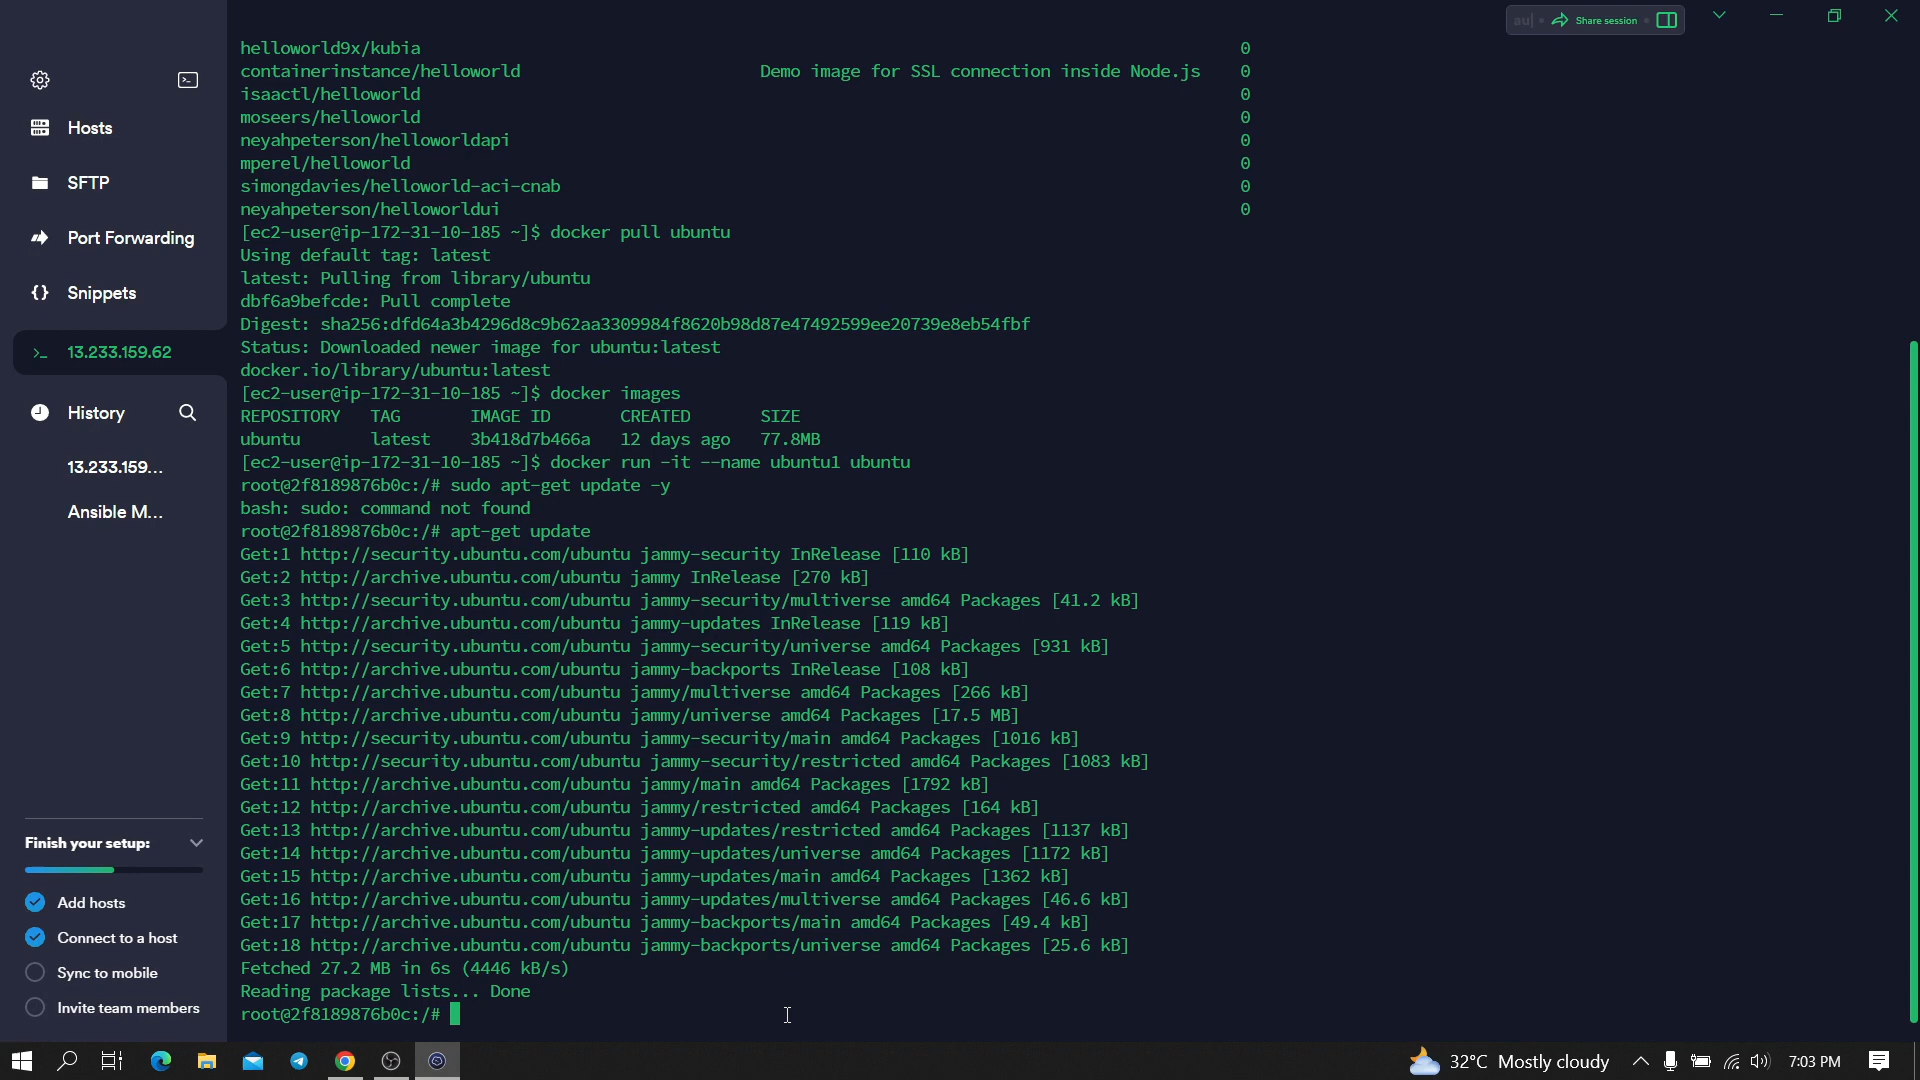 au| Share session
helloworld9x/kubia 0
containerinstance/helloworld Demo image for SSL connection inside Node.js 0
isaactl/helloworld 0
moseers/helloworld 0
neyahpeterson/helloworldapi 0
mperel/helloworld 0
simongdavies/helloworld-aci-cnab 0
neyahpeterson/helloworldui 0
[ec2-user@ip-172-31-10-185 ~]$ docker pull ubuntu
Using default tag: latest
latest: Pulling from library/ubuntu
dbf6a9befcde: Pull complete
Digest: sha256:dfd64a3b4296d8c9b62aa3309984f8620b98d87e47492599ee20739e8eb54fbf
Status: Downloaded newer image for ubuntu:latest
docker.io/library/ubuntu:latest
[ec2-user@ip-172-31-10-185 ~]$ docker images
REPOSITORY TAG IMAGE ID CREATED SIZE
ubuntu latest 3b418d7b466a 12 days ago 77.8MB
[ec2-user@ip-172-31-10-185 ~]$ docker run -it --name ubuntu1 ubuntu
root@2f8189876b0c:/# sudo apt-get update -y
bash: sudo: command not found
root@2f8189876b0c:/# apt-get update
Get:1 http://security.ubuntu.com/ubuntu jammy-security InRelease [110 kB]
Get:2 http://archive.ubuntu.com/ubuntu jammy InRelease [270 kB]
Get:3 http://security.ubuntu.com/ubuntu jammy-security/multiverse amd64 Packages [41.2 kB]
Get:4 http://archive.ubuntu.com/ubuntu jammy-updates InRelease [119 kB]
Get:5 http://security.ubuntu.com/ubuntu jammy-security/universe amd64 Packages [931 kB]
Get:6 http://archive.ubuntu.com/ubuntu jammy-backports InRelease [108 kB]
Get:7 http://archive.ubuntu.com/ubuntu jammy/multiverse amd64 Packages [266 kB]
Get:8 http://archive.ubuntu.com/ubuntu jammy/universe amd64 Packages [17.5 MB]
Get:9 http://security.ubuntu.com/ubuntu jammy-security/main amd64 Packages [1016 kB]
Get:10 http://security.ubuntu.com/ubuntu jammy-security/restricted amd64 Packages [1083 kB]
Get:11 http://archive.ubuntu.com/ubuntu jammy/main amd64 Packages [1792 kB]
Get:12 http://archive.ubuntu.com/ubuntu jammy/restricted amd64 Packages [164 kB]
Get:13 http://archive.ubuntu.com/ubuntu jammy-updates/restricted amd64 Packages [1137 kB]
Get:14 http://archive.ubuntu.com/ubuntu jammy-updates/universe amd64 Packages [1172 kB]
Get:15 http://archive.ubuntu.com/ubuntu jammy-updates/main amd64 Packages [1362 kB]
Get:16 http://archive.ubuntu.com/ubuntu jammy-updates/multiverse amd64 Packages [46.6 kB]
Get:17 http://archive.ubuntu.com/ubuntu jammy-backports/main amd64 Packages [49.4 kB]
Get:18 http://archive.ubuntu.com/ubuntu jammy-backports/universe amd64 Packages [25.6 kB]
Fetched 27.2 MB in 6s (4446 kB/s)
Reading package lists... Done
root@2f8189876b0c:/#
Hosts
SFTP
Port Forwarding
Snippets
13.233.159.62
History
13.233.159...
Ansible M...
Finish your setup:
Add hosts
Connect to a host
Sync to mobile
Invite team members
32°C Mostly cloudy
7:03 PM